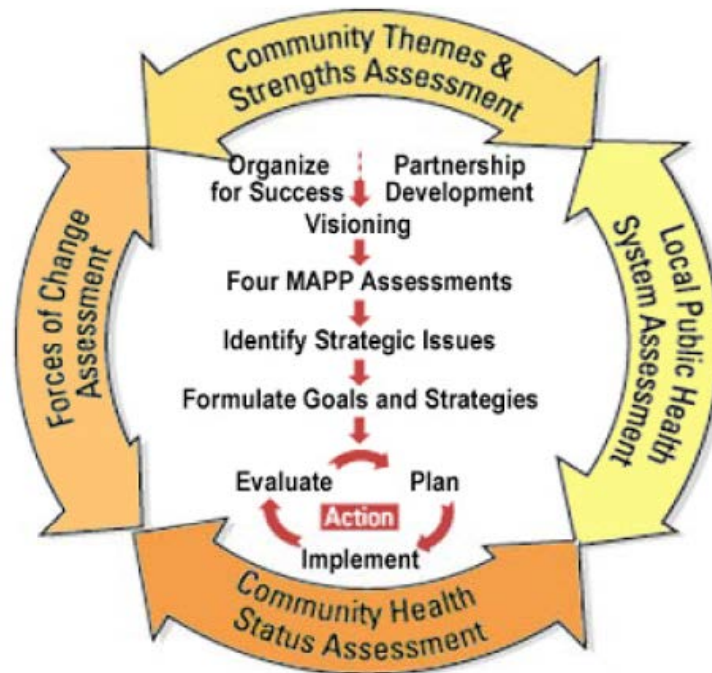 Community Themes &
Strengths Assessment
Organize
for Success
Partnership
Development
Visioning
Four MAPP Assessments
Identify Strategic Issues
Formulate Goals and Strategies
Evaluate
Plan
Action
Implement
Forces of Change
Assessment
Local Public Health
System Assessment
Community Health
Status Assessment